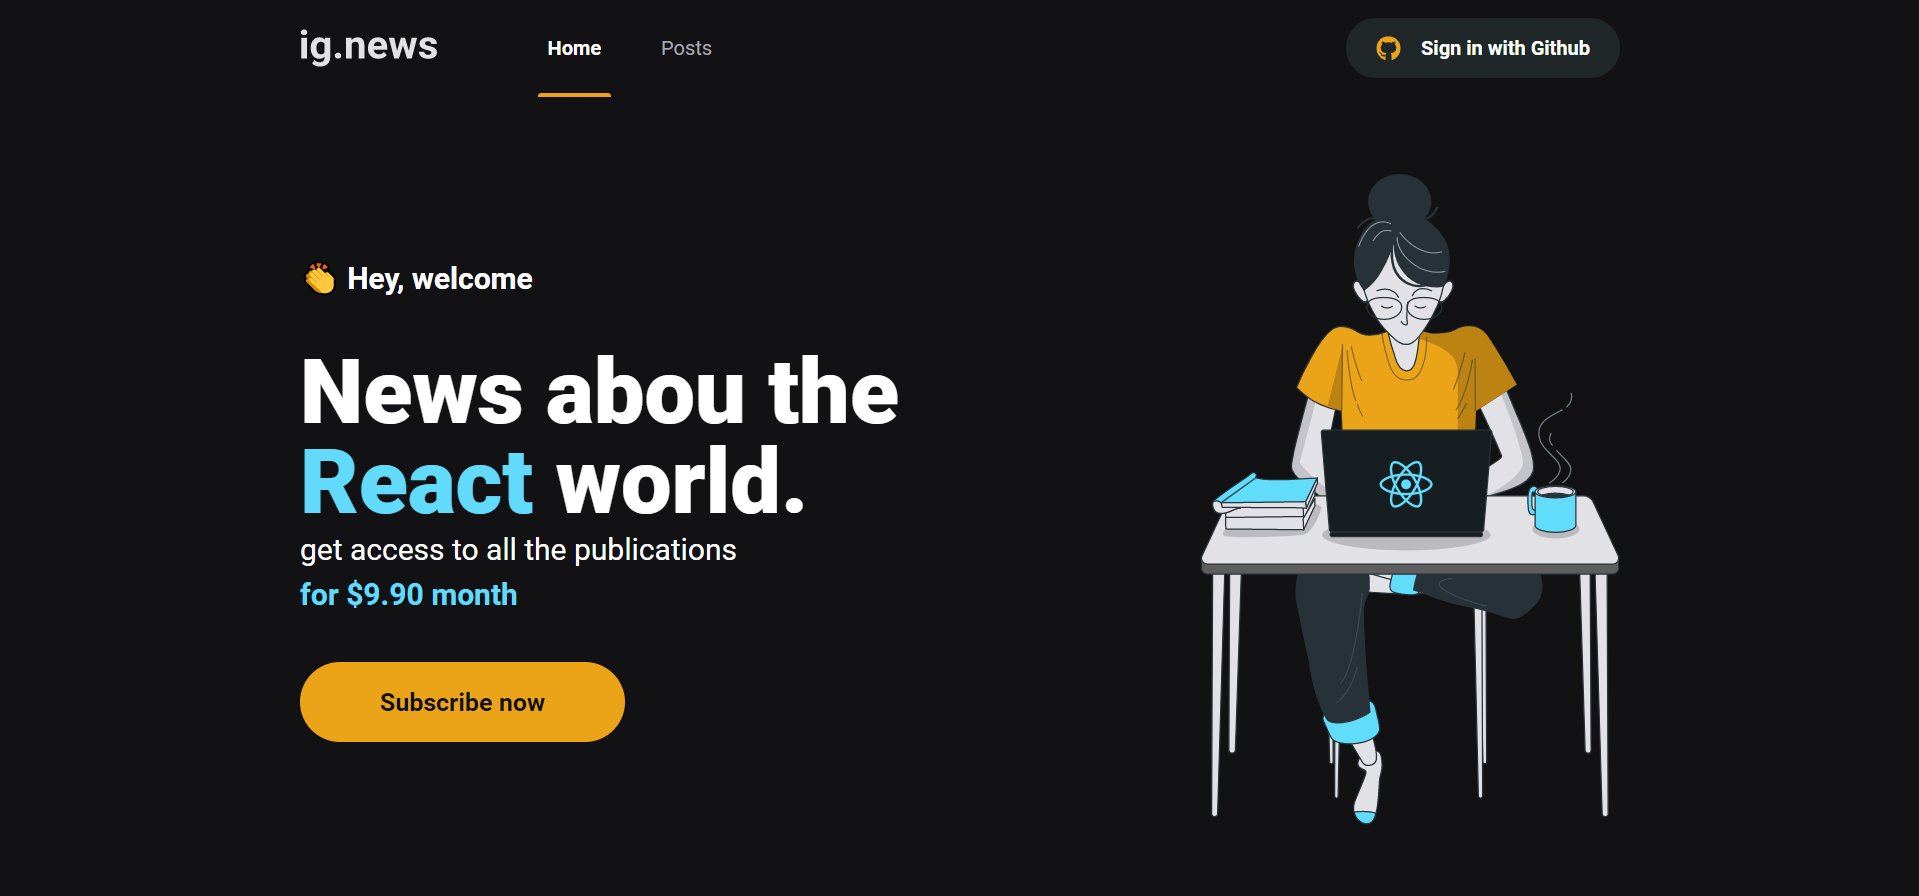 ig.news
Home
Posts
Sign in with Github
👏 Hey, welcome
News abou the
React world.
get access to all the publications
for $9.90 month
Subscribe now